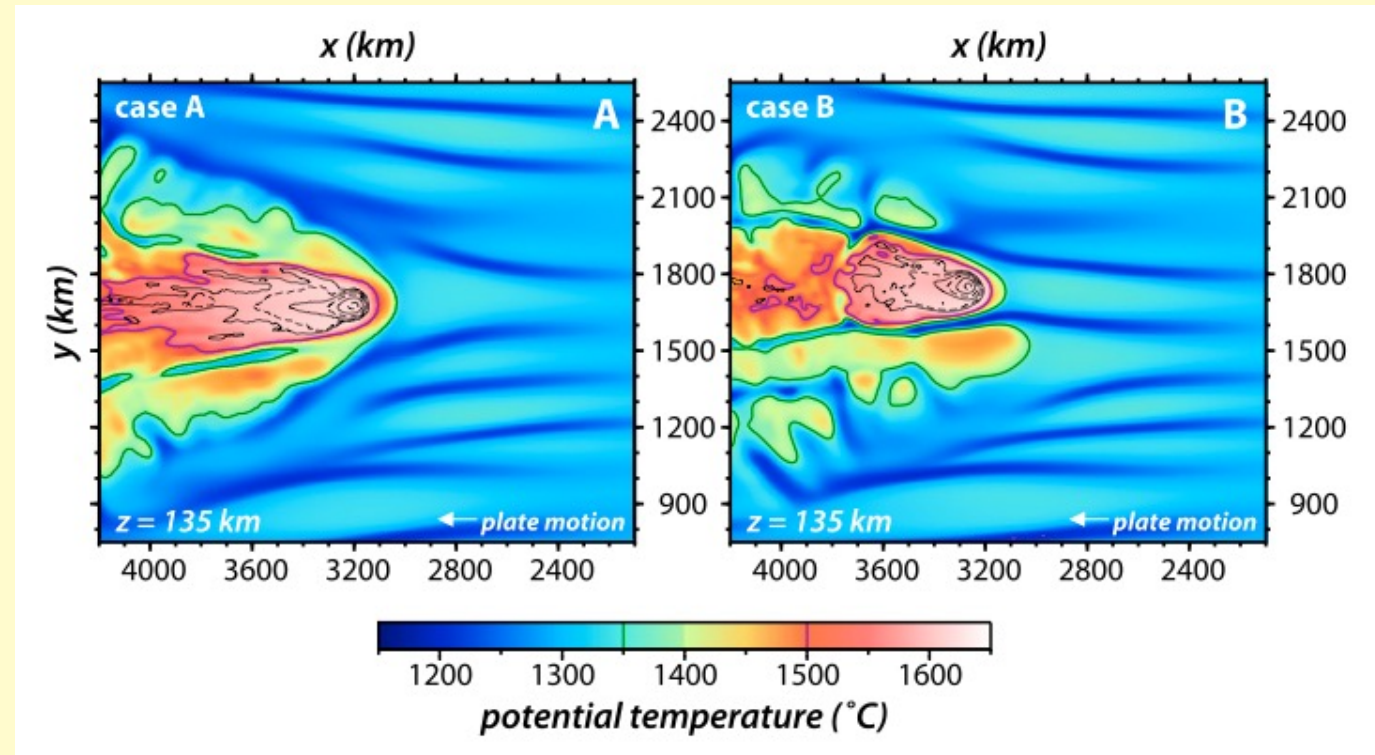 x (km)
x (km)
case A
A
case B
B
2400
2400
2100
2100
y (km)
1800
1800
1500
1500
1200
1200
900
900
z = 135 km
← plate motion
z = 135 km
← plate motion
4000 3600 3200 2800 2400
4000 3600 3200 2800 2400
1200 1300 1400 1500 1600
potential temperature (˚C)